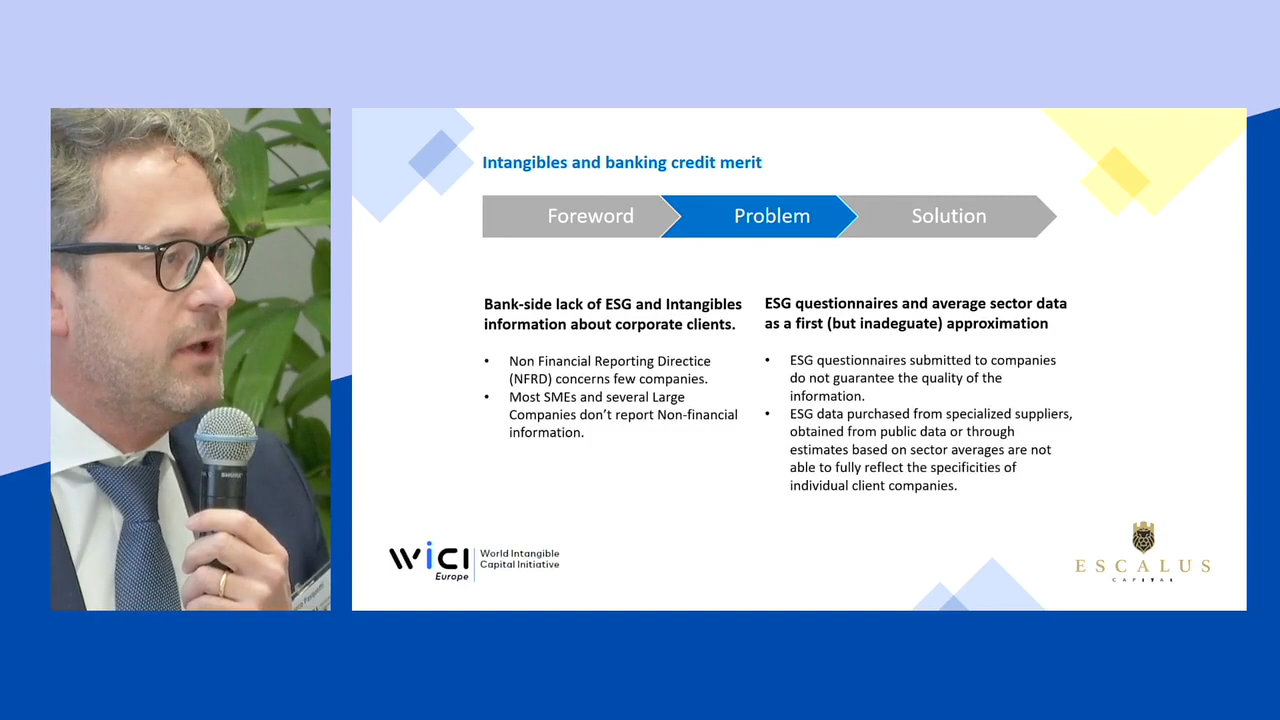 Intangibles and banking credit merit
Foreword
Problem
Solution
Bank-side lack of ESG and Intangibles
information about corporate clients.
• Non Financial Reporting Directice
(NFRD) concerns few companies.
• Most SMEs and several Large
Companies don’t report Non-financial
information.
ESG questionnaires and average sector data
as a first (but inadeguate) approximation
• ESG questionnaires submitted to companies
do not guarantee the quality of the
information.
• ESG data purchased from specialized suppliers,
obtained from public data or through
estimates based on sector averages are not
able to fully reflect the specificities of
individual client companies.
wici
Europe
World Intangible
Capital Initiative
ESCALUS
CAPITAL
Ray-Ban
SHURE